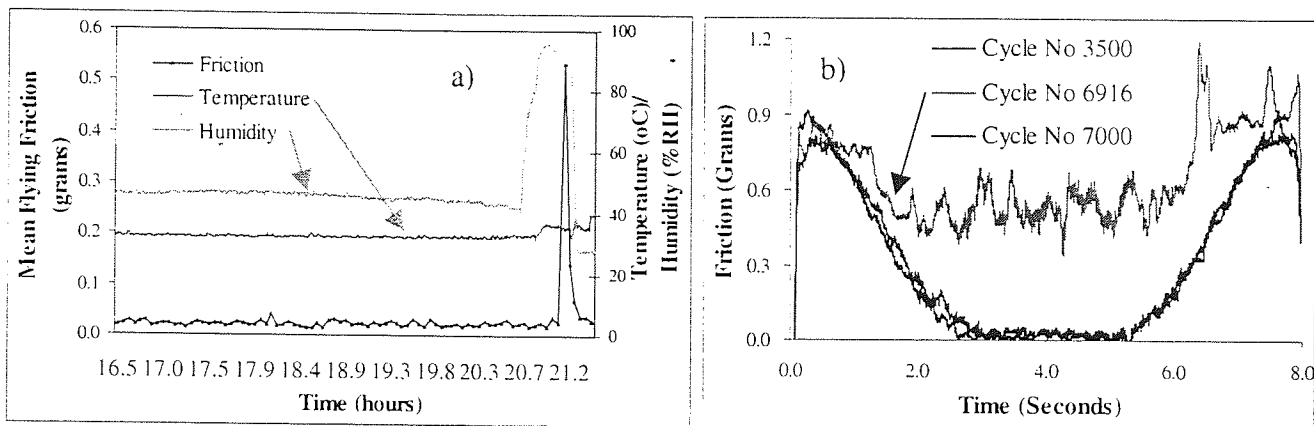 0.6
0.5
0.4
0.3
0.2
0.1
0.0
Mean Flying Friction
(grams)
Friction
Temperature
Humidity
a)
100
80
60
40
20
0
Temperature (oC)/
Humidity (%RH)
16.5 17.0 17.5 17.9 18.4 18.9 19.3 19.8 20.3 20.7 21.2
Time (hours)
1.2
0.9
0.6
0.3
0.0
Friction (Grams)
b)
Cycle No 3500
Cycle No 6916
Cycle No 7000
0.0 2.0 4.0 6.0 8.0
Time (Seconds)